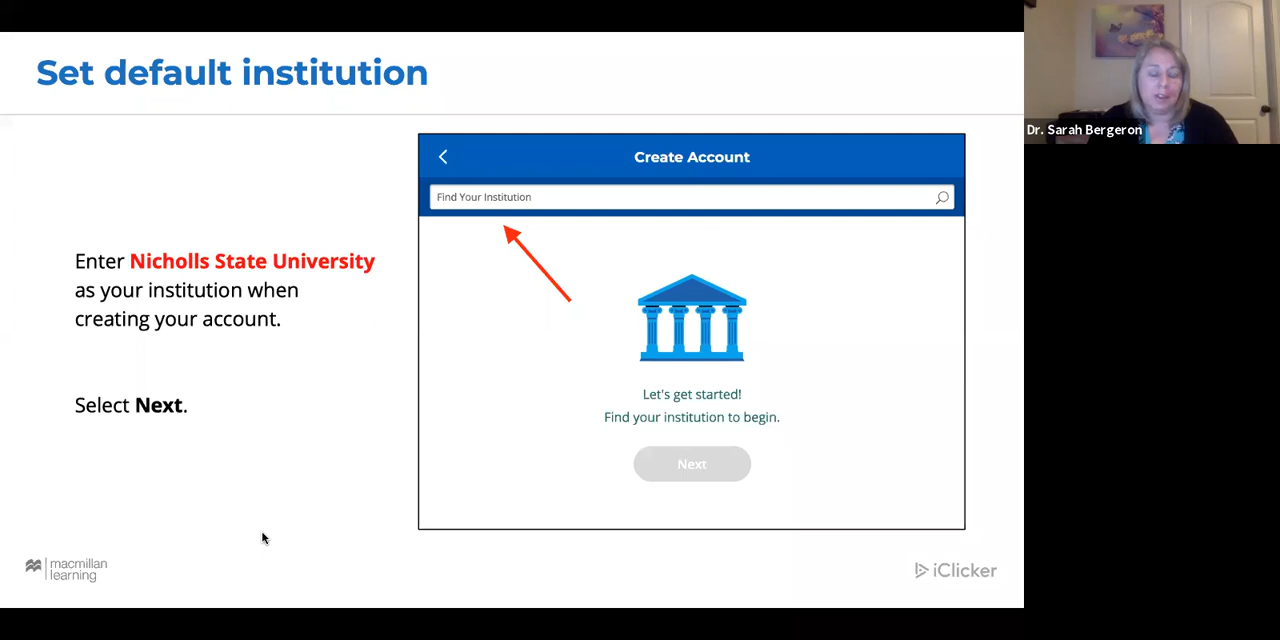 Set default institution
Dr. Sarah Bergeron
Create Account
Find Your Institution
Enter Nicholls State University
as your institution when
creating your account.
Select Next.
Let's get started!
Find your institution to begin.
Next
macmillan
learning
iClicker